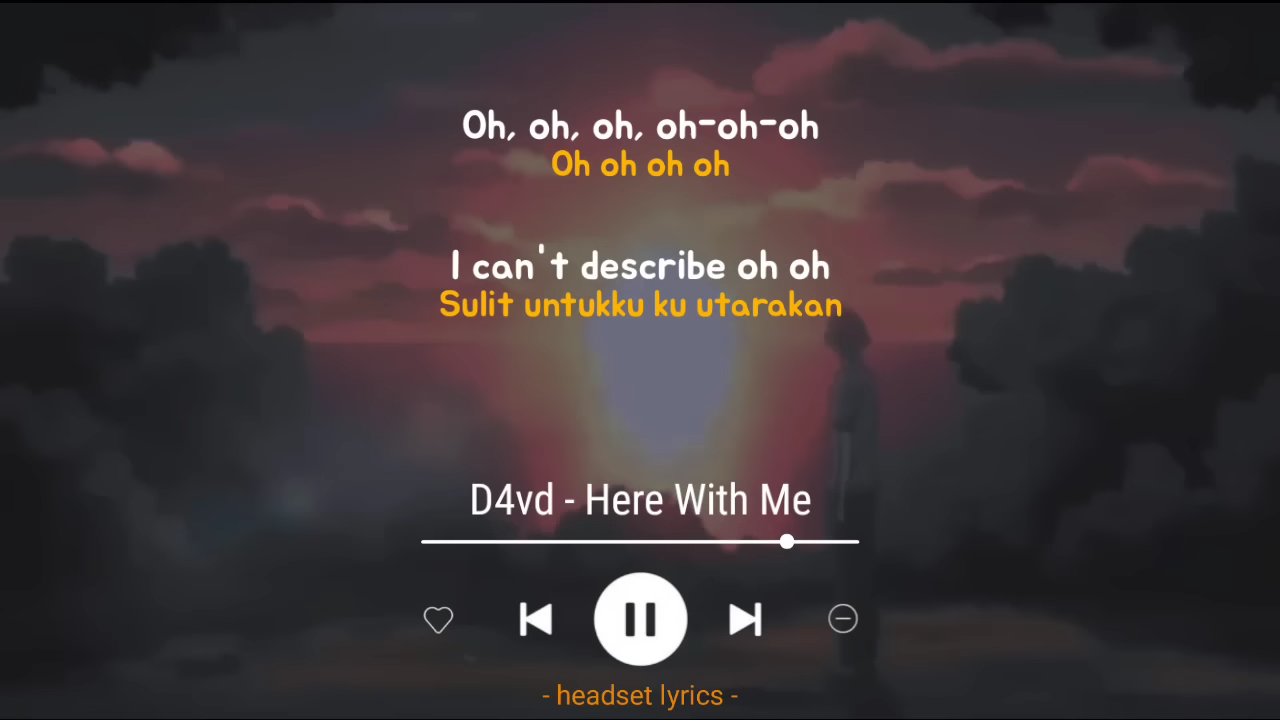 Oh, oh, oh, oh-oh-oh
Oh oh oh oh
I can't describe oh oh
Sulit untukku ku utarakan
D4vd - Here With Me
- headset lyrics -